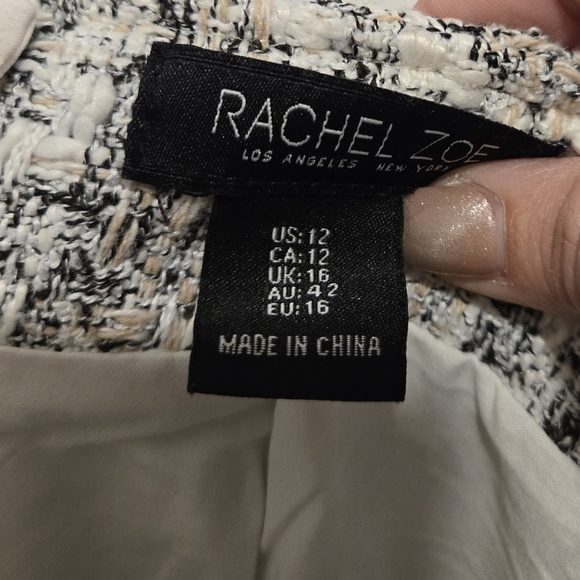 RACHEL ZOE
LOS ANGELES NEW YORK
US: 12
CA: 12
UK: 16
AU: 42
EU: 16
MADE IN CHINA